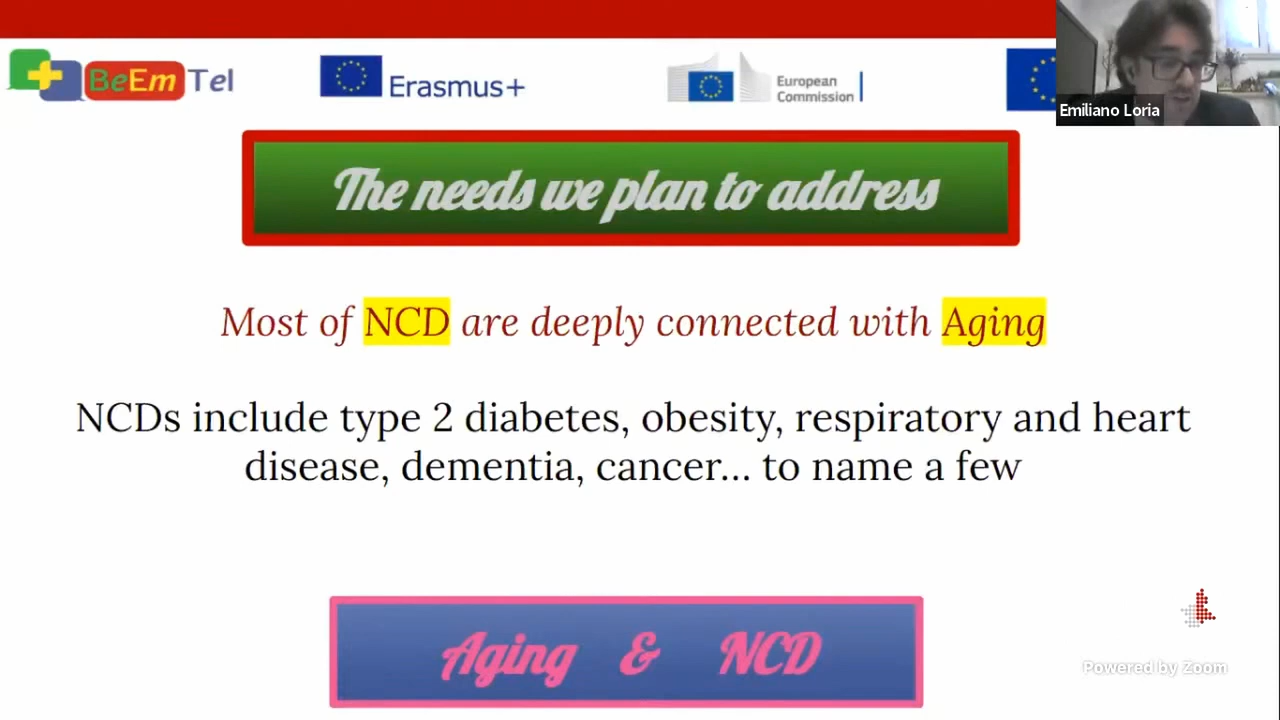 BeEmTel
Erasmus+
European
Commission
Emiliano Loria
The needs we plan to address
Most of NCD are deeply connected with Aging
NCDs include type 2 diabetes, obesity, respiratory and heart
disease, dementia, cancer... to name a few
Aging & NCD
Powered by Zoom